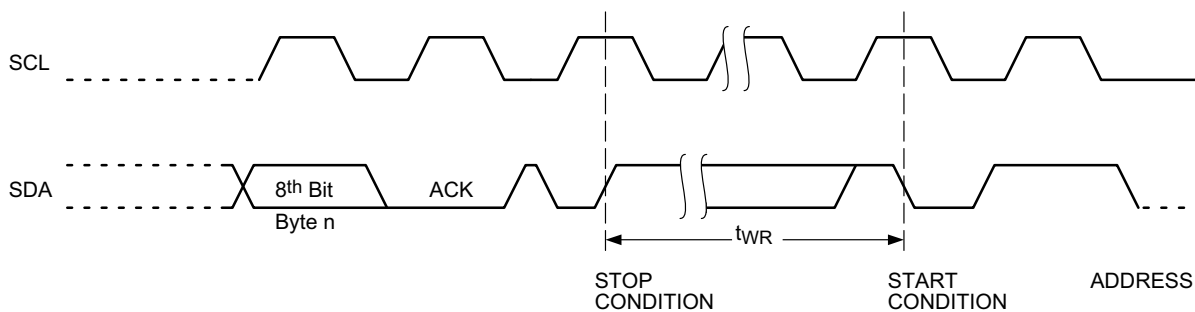 SCL
SDA
8th Bit
Byte n
ACK
tWR
STOP
CONDITION
START
CONDITION
ADDRESS